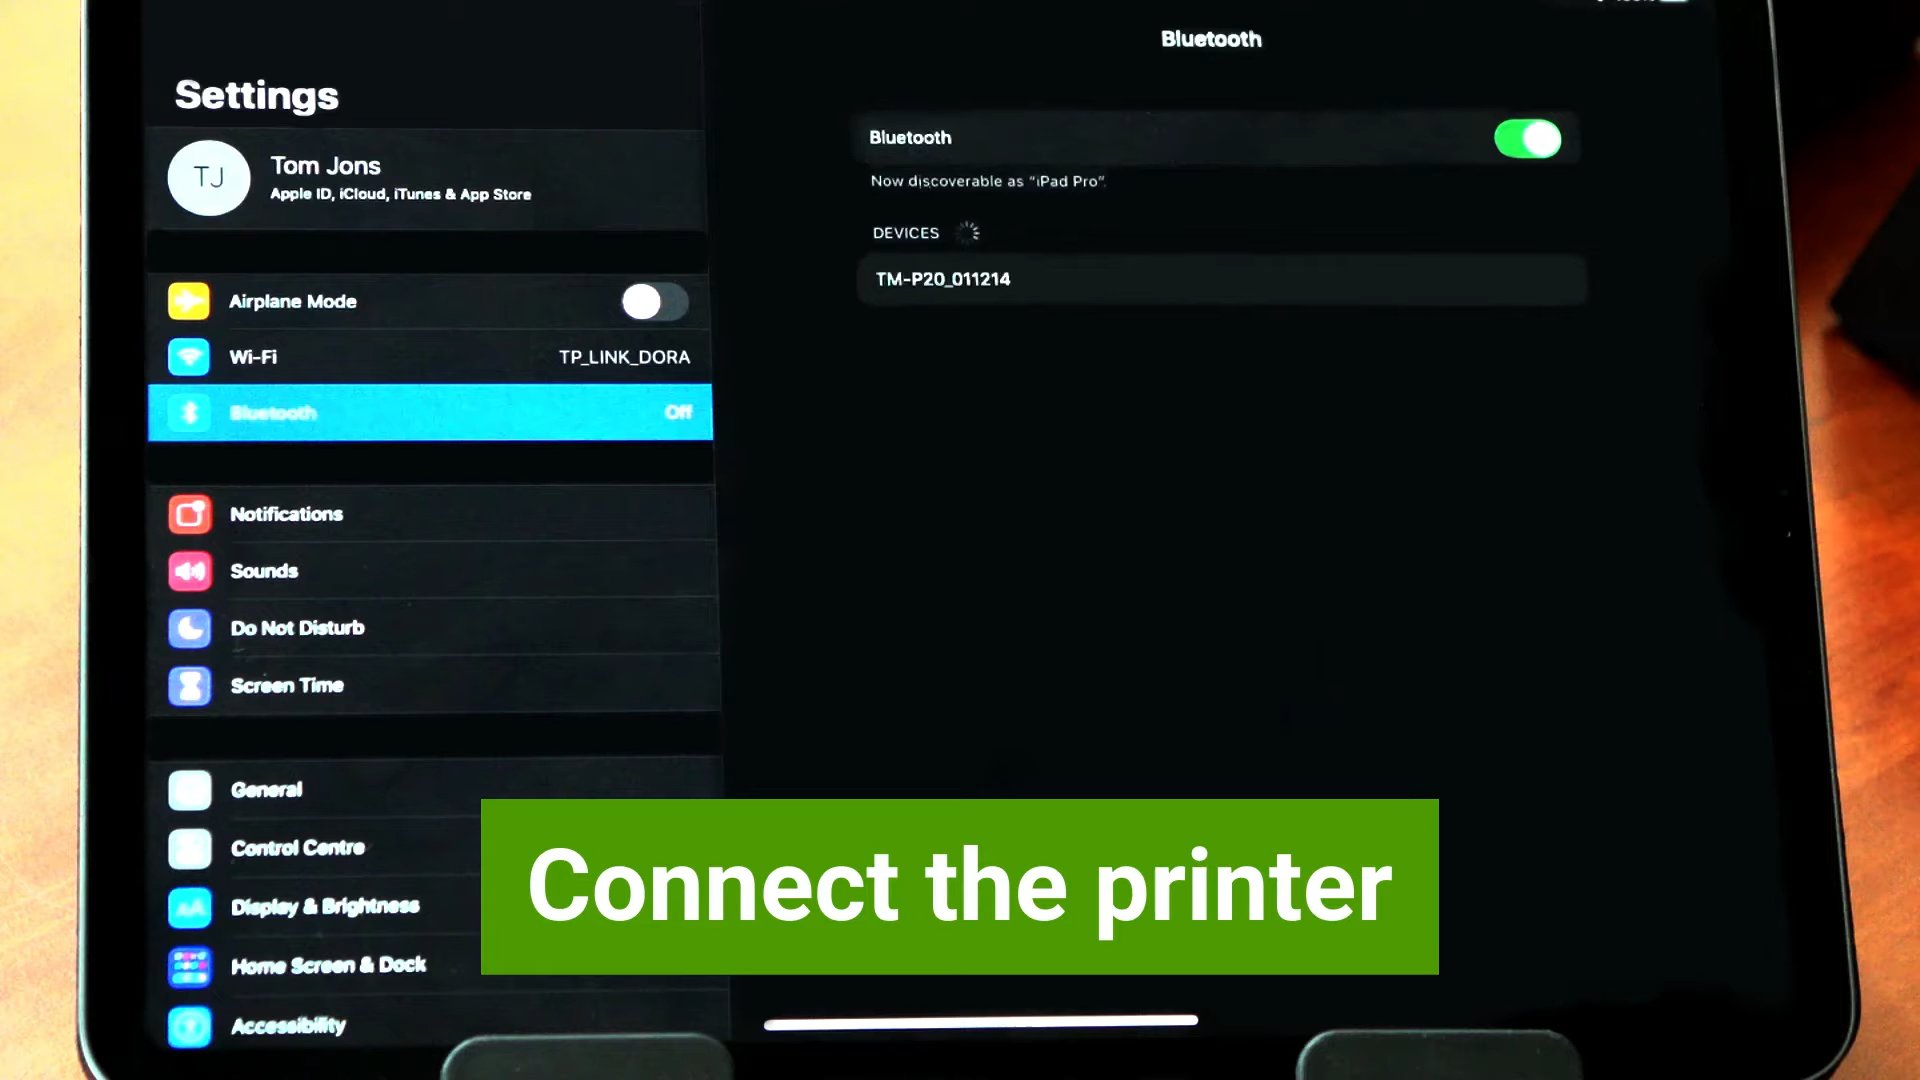 Bluetooth
Settings
TJ
Tom Jons
Apple ID, iCloud, iTunes & App Store
Airplane Mode
Wi-Fi
TP_LINK_DORA
Bluetooth
Off
Notifications
Sounds
Do Not Disturb
Screen Time
General
Control Centre
AA
Display & Brightness
Home Screen & Dock
Accessibility
Bluetooth
Now discoverable as “iPad Pro”.
DEVICES
TM-P20_011214
Connect the printer